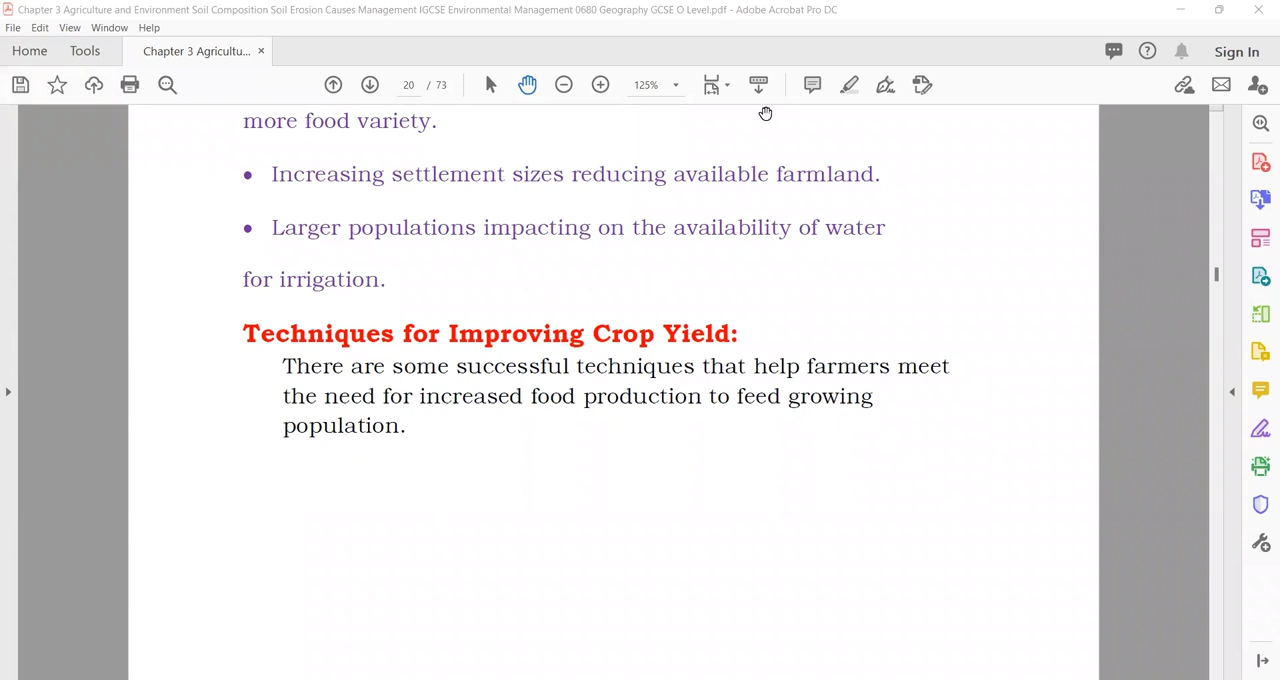 Chapter 3 Agriculture and Environment Soil Composition Soil Erosion Causes Management IGCSE Environmental Management 0680 Geography GCSE O Level.pdf - Adobe Acrobat Pro DC
File Edit View Window Help
Home Tools Chapter 3 Agricultu... × Sign In
20 / 73 125%
more food variety.
• Increasing settlement sizes reducing available farmland.
• Larger populations impacting on the availability of water
for irrigation.
Techniques for Improving Crop Yield:
There are some successful techniques that help farmers meet
the need for increased food production to feed growing
population.